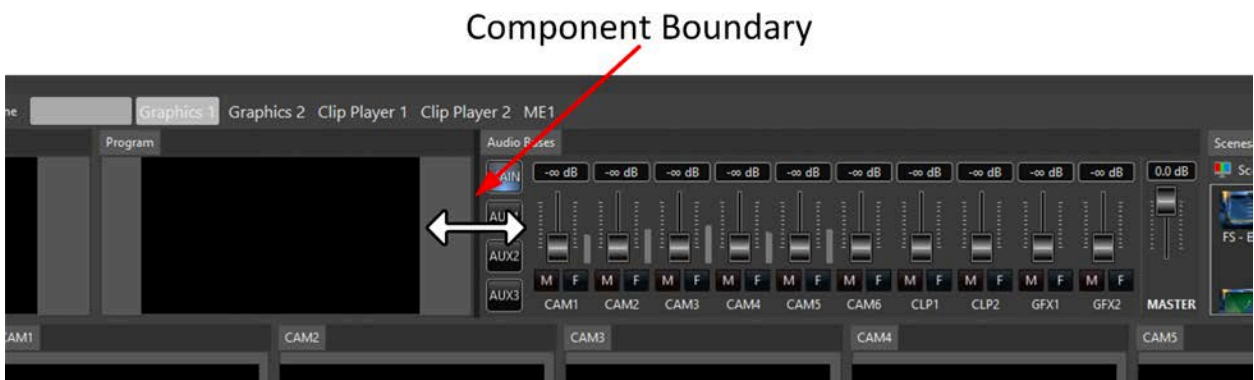 Component Boundary
Graphics 1 Graphics 2 Clip Player 1 Clip Player 2 ME1
Program
Audio Buses
Scenes
MAIN -∞ dB -∞ dB -∞ dB -∞ dB -∞ dB -∞ dB -∞ dB -∞ dB -∞ dB -∞ dB 0.0 dB
FS -
AUX2
AUX3
M F M F M F M F M F M F M F M F M F M F
CAM1 CAM2 CAM3 CAM4 CAM5 CAM6 CLP1 CLP2 GFX1 GFX2 MASTER
CAM1 CAM2 CAM3 CAM4 CAM5